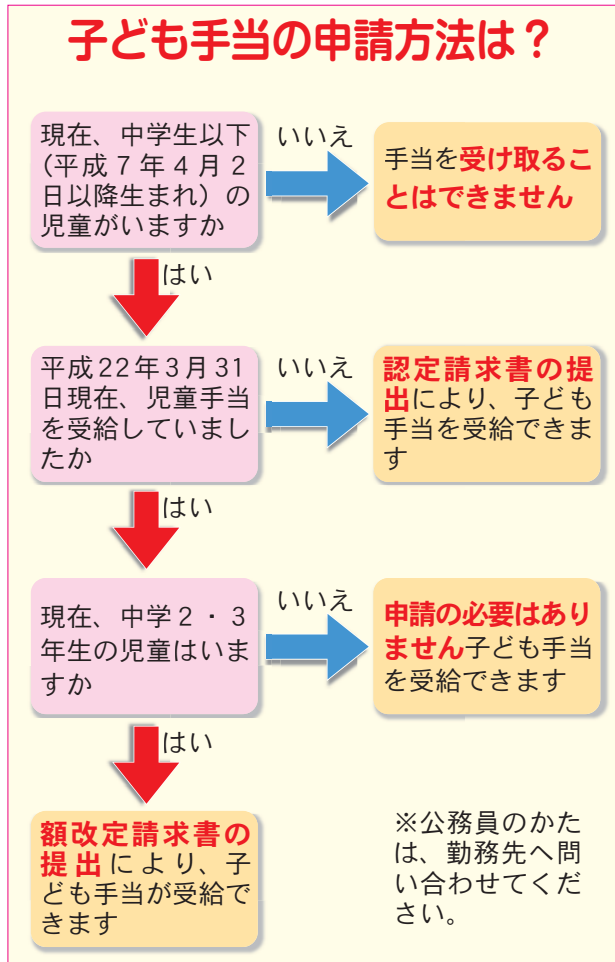 子ども手当の申請方法は？
現在、中学生以下
(平成７年４月２
日以降生まれ）の
児童がいますか
いいえ
手当を受け取るこ
とはできません
はい
平成22年３月31
日現在、児童手当
を受給していまし
たか
いいえ
認定請求書の提
出により、子ども
手当を受給できま
す
はい
現在、中学２・３
年生の児童はいま
すか
いいえ
申請の必要はあり
ません子ども手当
を受給できます
はい
額改定請求書の
提出により、子
ども手当が受給で
きます
※公務員のかた
は、勤務先へ問
い合わせてくだ
さい。